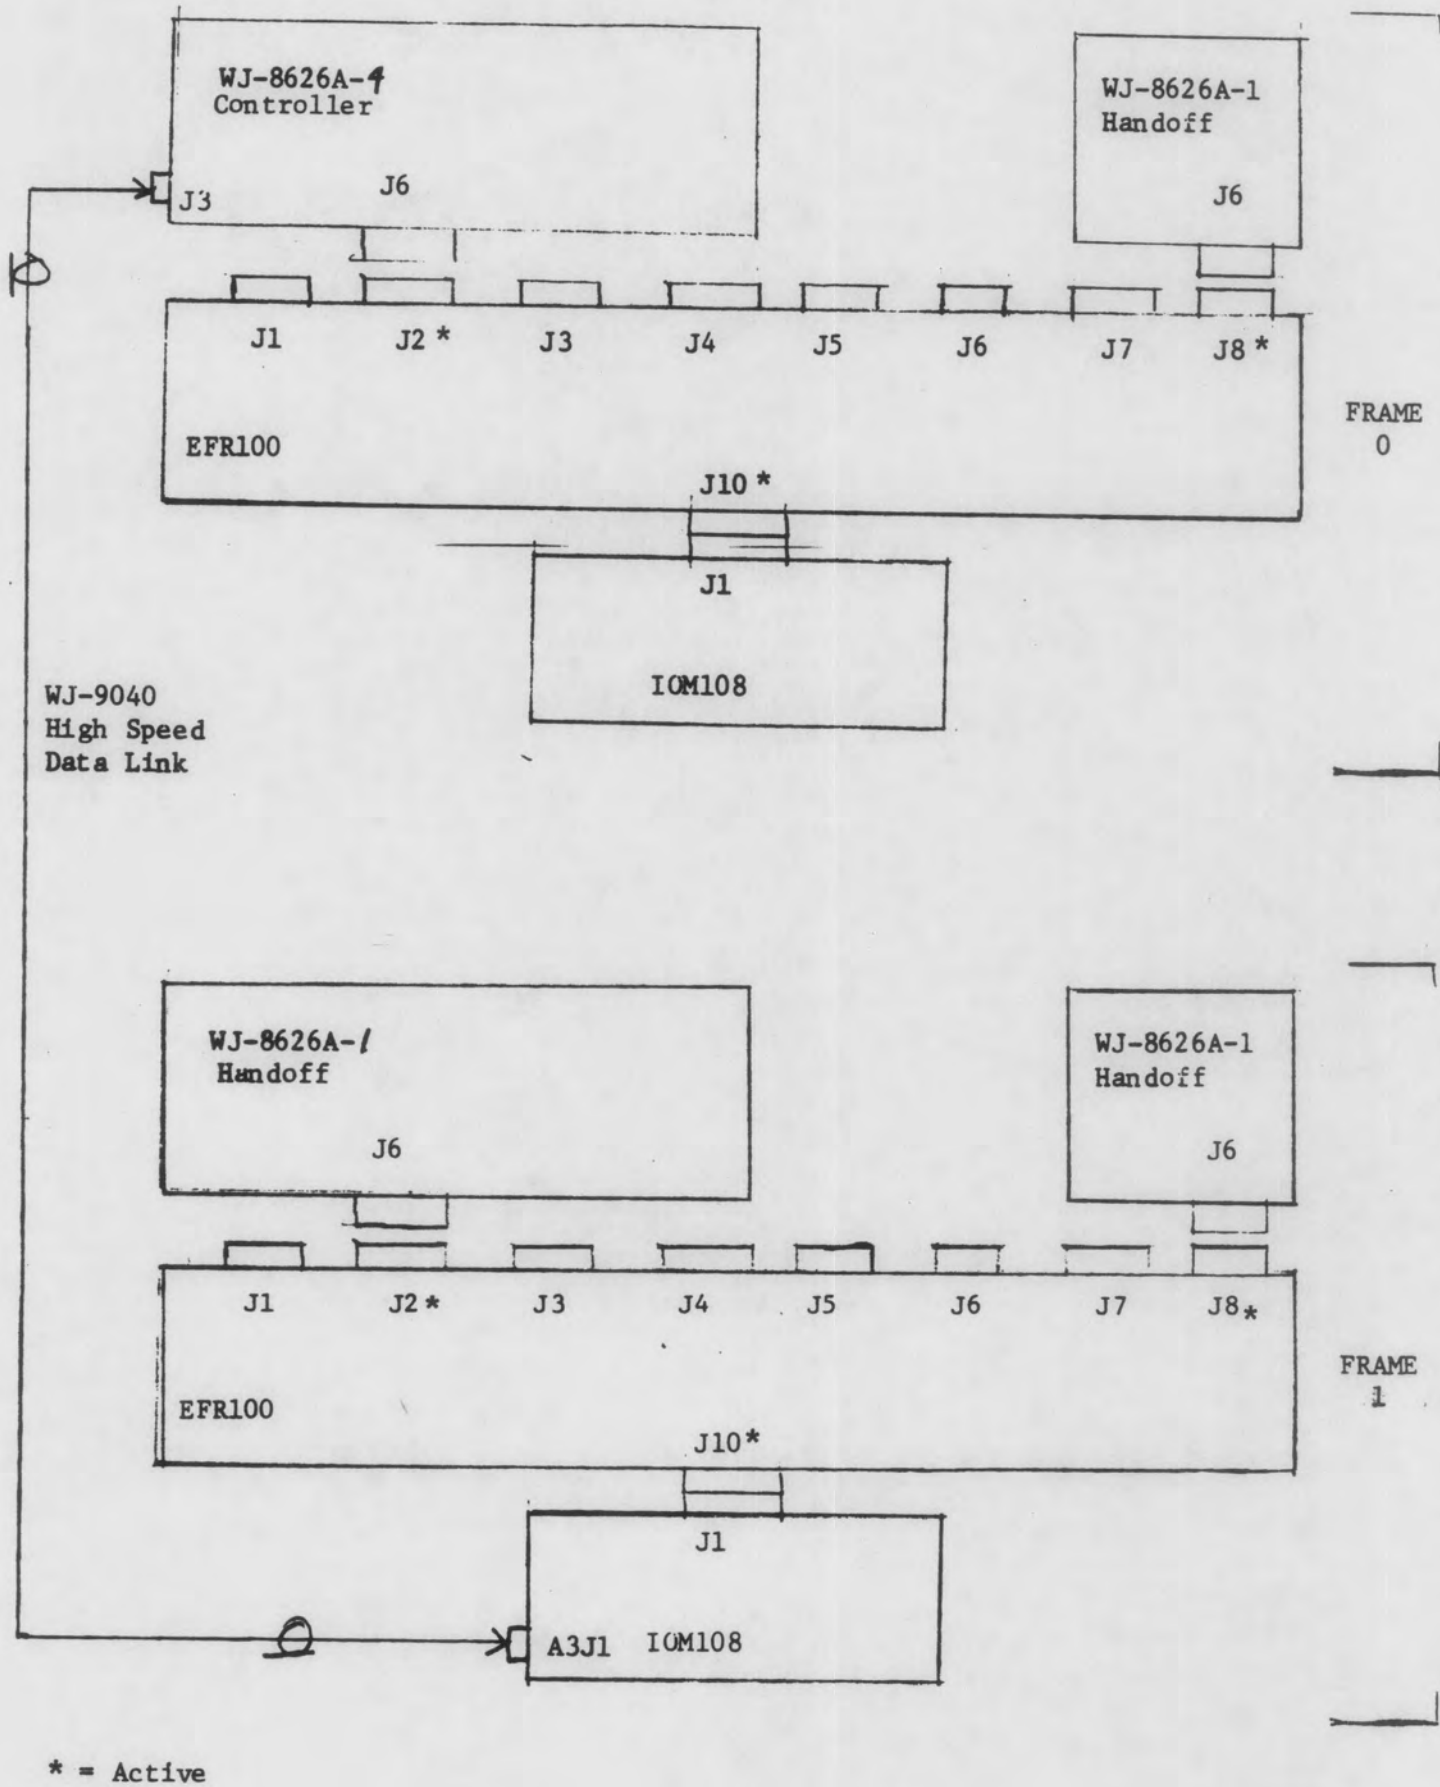 WJ-8626A-4
Controller
J3
J6
WJ-8626A-1
Handoff
J6
J1
J2 *
J3
J4
J5
J6
J7
J8 *
EFR100
J10 *
FRAME
0
J1
IOM108
WJ-9040
High Speed
Data Link
WJ-8626A-1
Handoff
J6
WJ-8626A-1
Handoff
J6
J1
J2 *
J3
J4
J5
J6
J7
J8 *
EFR100
J10 *
FRAME
1
J1
A3J1
IOM108
* = Active